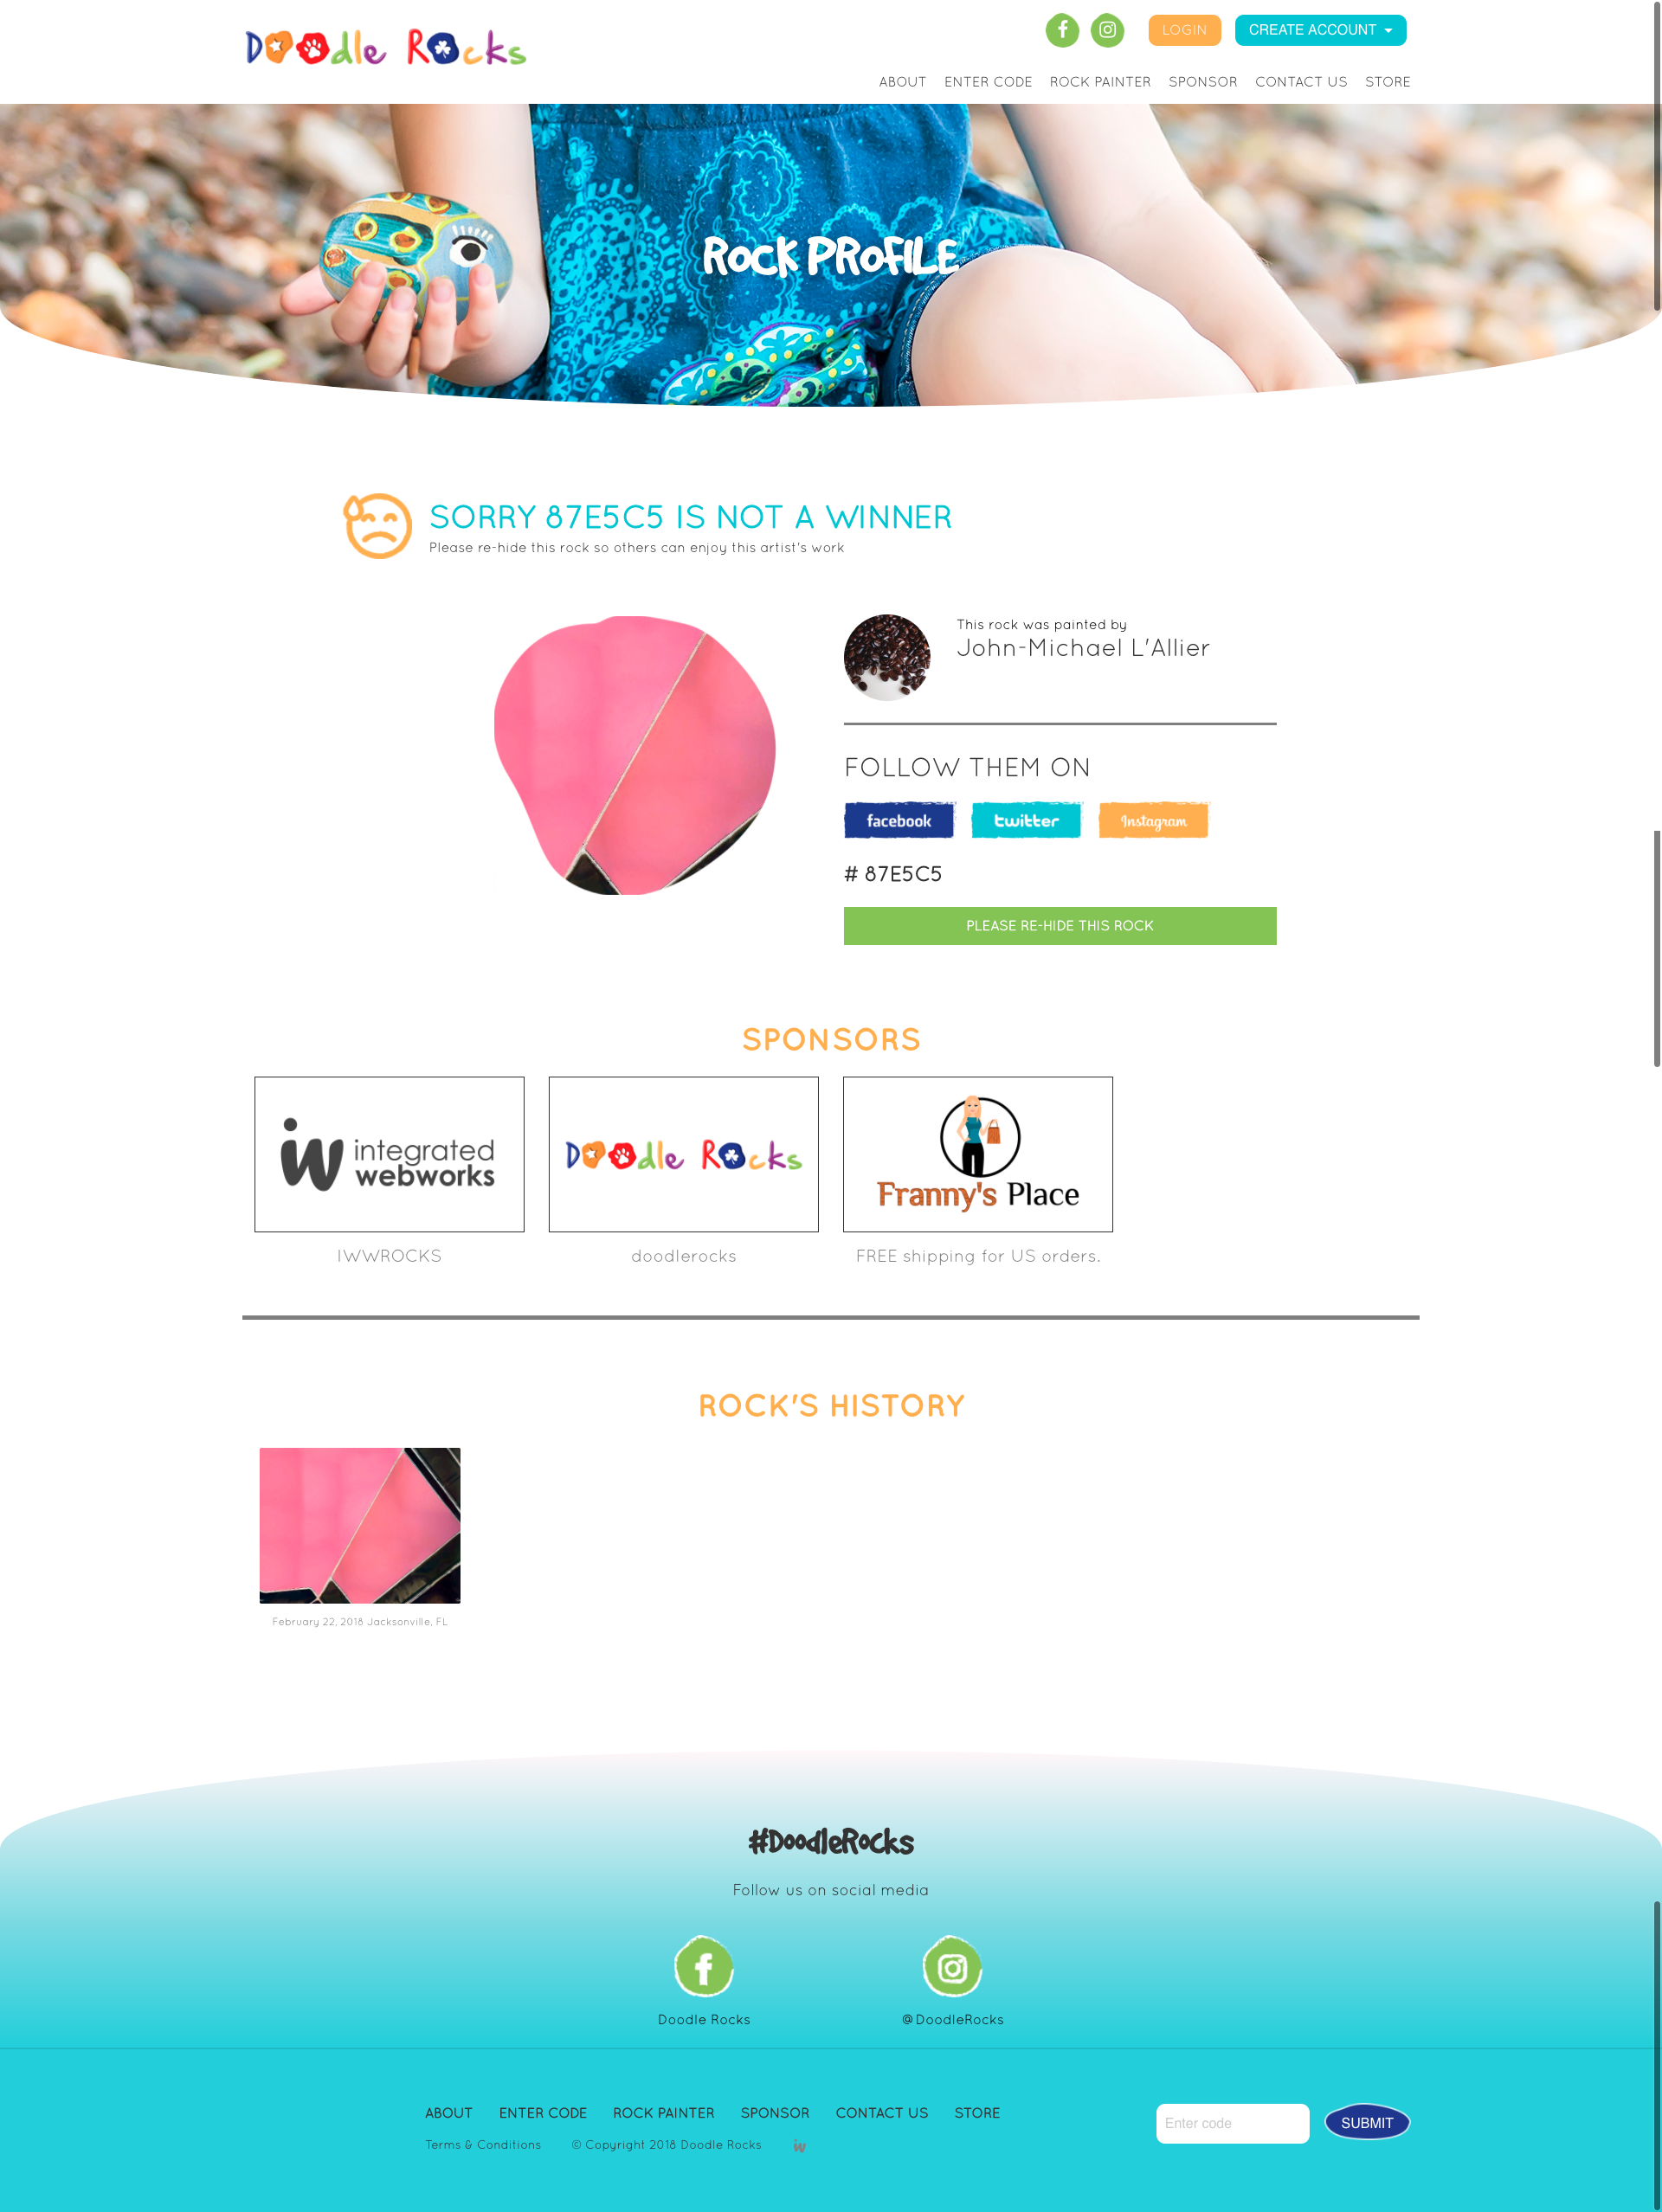 Doodle Rocks
LOGIN
CREATE ACCOUNT
ABOUT ENTER CODE ROCK PAINTER SPONSOR CONTACT US STORE
ROCK PROFILE
SORRY 87E5C5 IS NOT A WINNER
Please re-hide this rock so others can enjoy this artist's work
This rock was painted by
John-Michael L'Allier
FOLLOW THEM ON
facebook twitter Instagram
# 87E5C5
PLEASE RE-HIDE THIS ROCK
SPONSORS
iw integrated webworks
Doodle Rocks
Franny's Place
IWWROCKS
doodlerocks
FREE shipping for US orders.
ROCK'S HISTORY
February 22, 2018 Jacksonville, FL
#DoodleRocks
Follow us on social media
Doodle Rocks
@DoodleRocks
ABOUT ENTER CODE ROCK PAINTER SPONSOR CONTACT US STORE
Enter code
SUBMIT
Terms & Conditions © Copyright 2018 Doodle Rocks iw